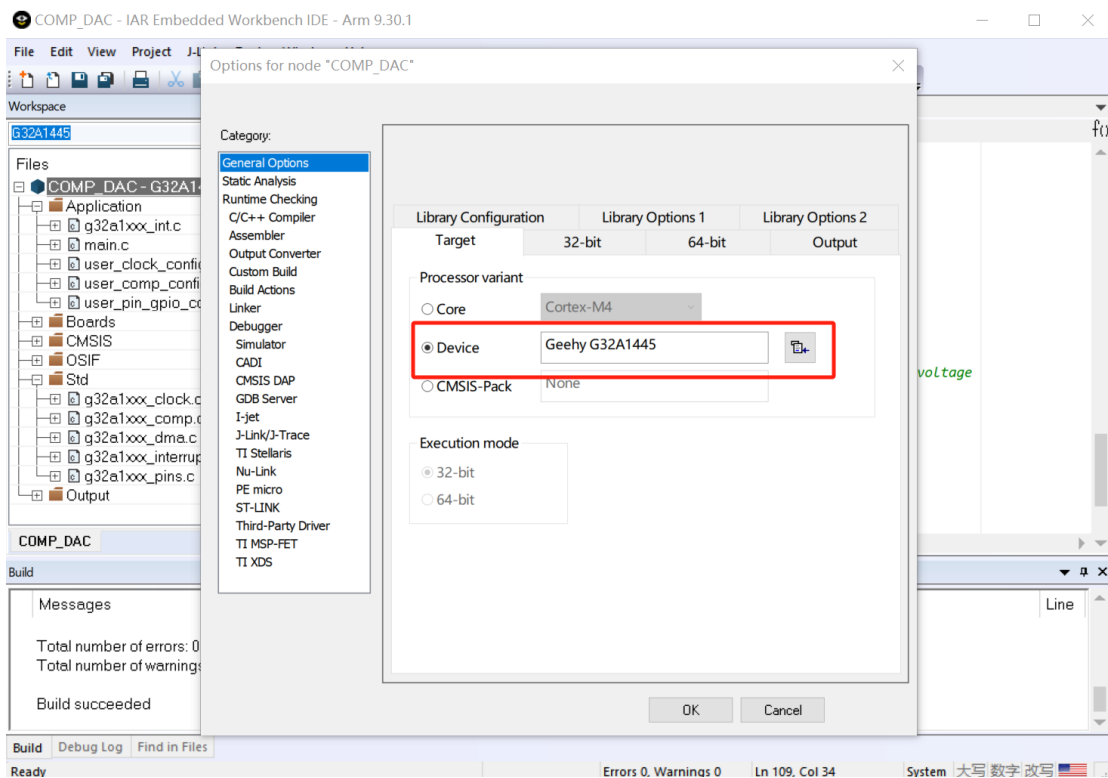 COMP_DAC - IAR Embedded Workbench IDE - Arm 9.30.1
File Edit View Project
Options for node "COMP_DAC"
Workspace
G32A1445
Files
COMP_DAC - G32A1
Application
g32a1xxx_int.c
main.c
user_clock_confi
user_comp_confi
user_pin_gpio_co
Boards
CMSIS
OSIF
Std
g32a1xxx_clock.c
g32a1xxx_comp.c
g32a1xxx_dma.c
g32a1xxx_interrup
g32a1xxx_pins.c
Output
COMP_DAC
Category:
General Options
Static Analysis
Runtime Checking
C/C++ Compiler
Assembler
Output Converter
Custom Build
Build Actions
Linker
Debugger
Simulator
CADI
CMSIS DAP
GDB Server
I-jet
J-Link/J-Trace
TI Stellaris
Nu-Link
PE micro
ST-LINK
Third-Party Driver
TI MSP-FET
TI XDS
Library Configuration Library Options 1 Library Options 2
Target 32-bit 64-bit Output
Processor variant
Core Cortex-M4
Device Geehy G32A1445
CMSIS-Pack None
Execution mode
32-bit
64-bit
OK Cancel
f()
voltage
Build
Messages Line
Total number of errors: 0
Total number of warnings
Build succeeded
Build Debug Log Find in Files
Ready Errors 0, Warnings 0 Ln 109, Col 34 System 大写 数字 改写